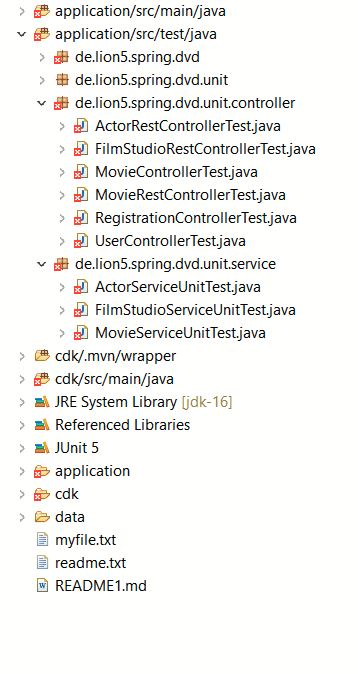 application/src/main/java
application/src/test/java
de.lion5.spring.dvd
de.lion5.spring.dvd.unit
de.lion5.spring.dvd.unit.controller
ActorRestControllerTest.java
FilmStudioRestControllerTest.java
MovieControllerTest.java
MovieRestControllerTest.java
RegistrationControllerTest.java
UserControllerTest.java
de.lion5.spring.dvd.unit.service
ActorServiceUnitTest.java
FilmStudioServiceUnitTest.java
MovieServiceUnitTest.java
cdk/.mvn/wrapper
cdk/src/main/java
JRE System Library [jdk-16]
Referenced Libraries
JUnit 5
application
cdk
data
myfile.txt
readme.txt
README1.md